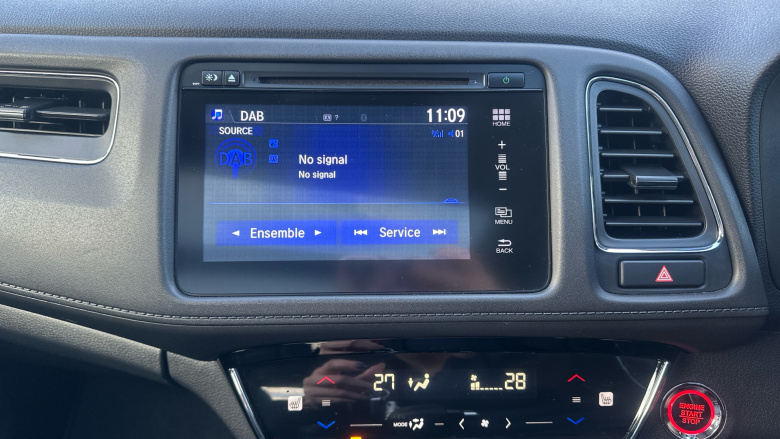 DAB
11:09
HOME
SOURCE
01
DAB
No signal
No signal
VOL
Ensemble
Service
MENU
BACK
27
28
MODE
ENGINE
START
STOP